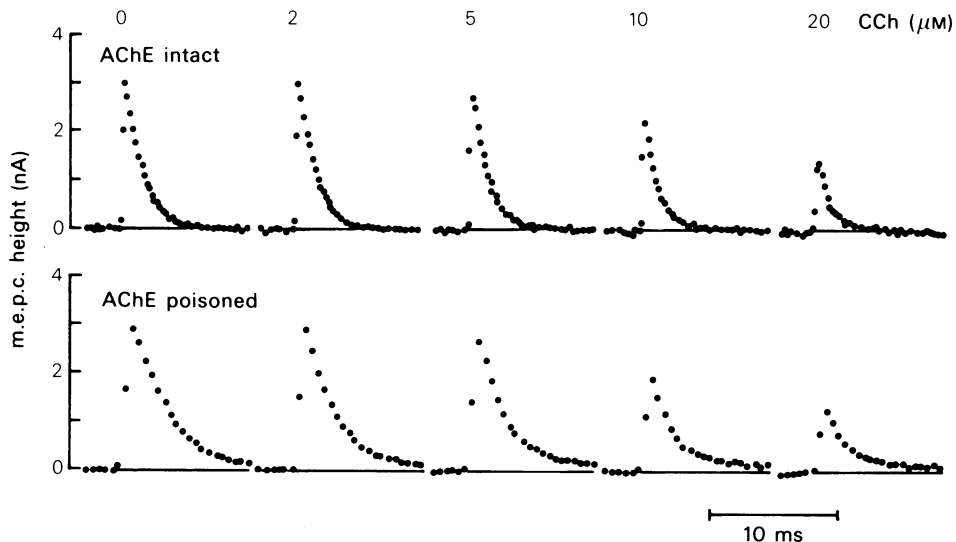 0 2 5 10 20 CCh (μM)
4
AChE intact
2
0
m.e.p.c. height (nA)
4
AChE poisoned
2
0
10 ms